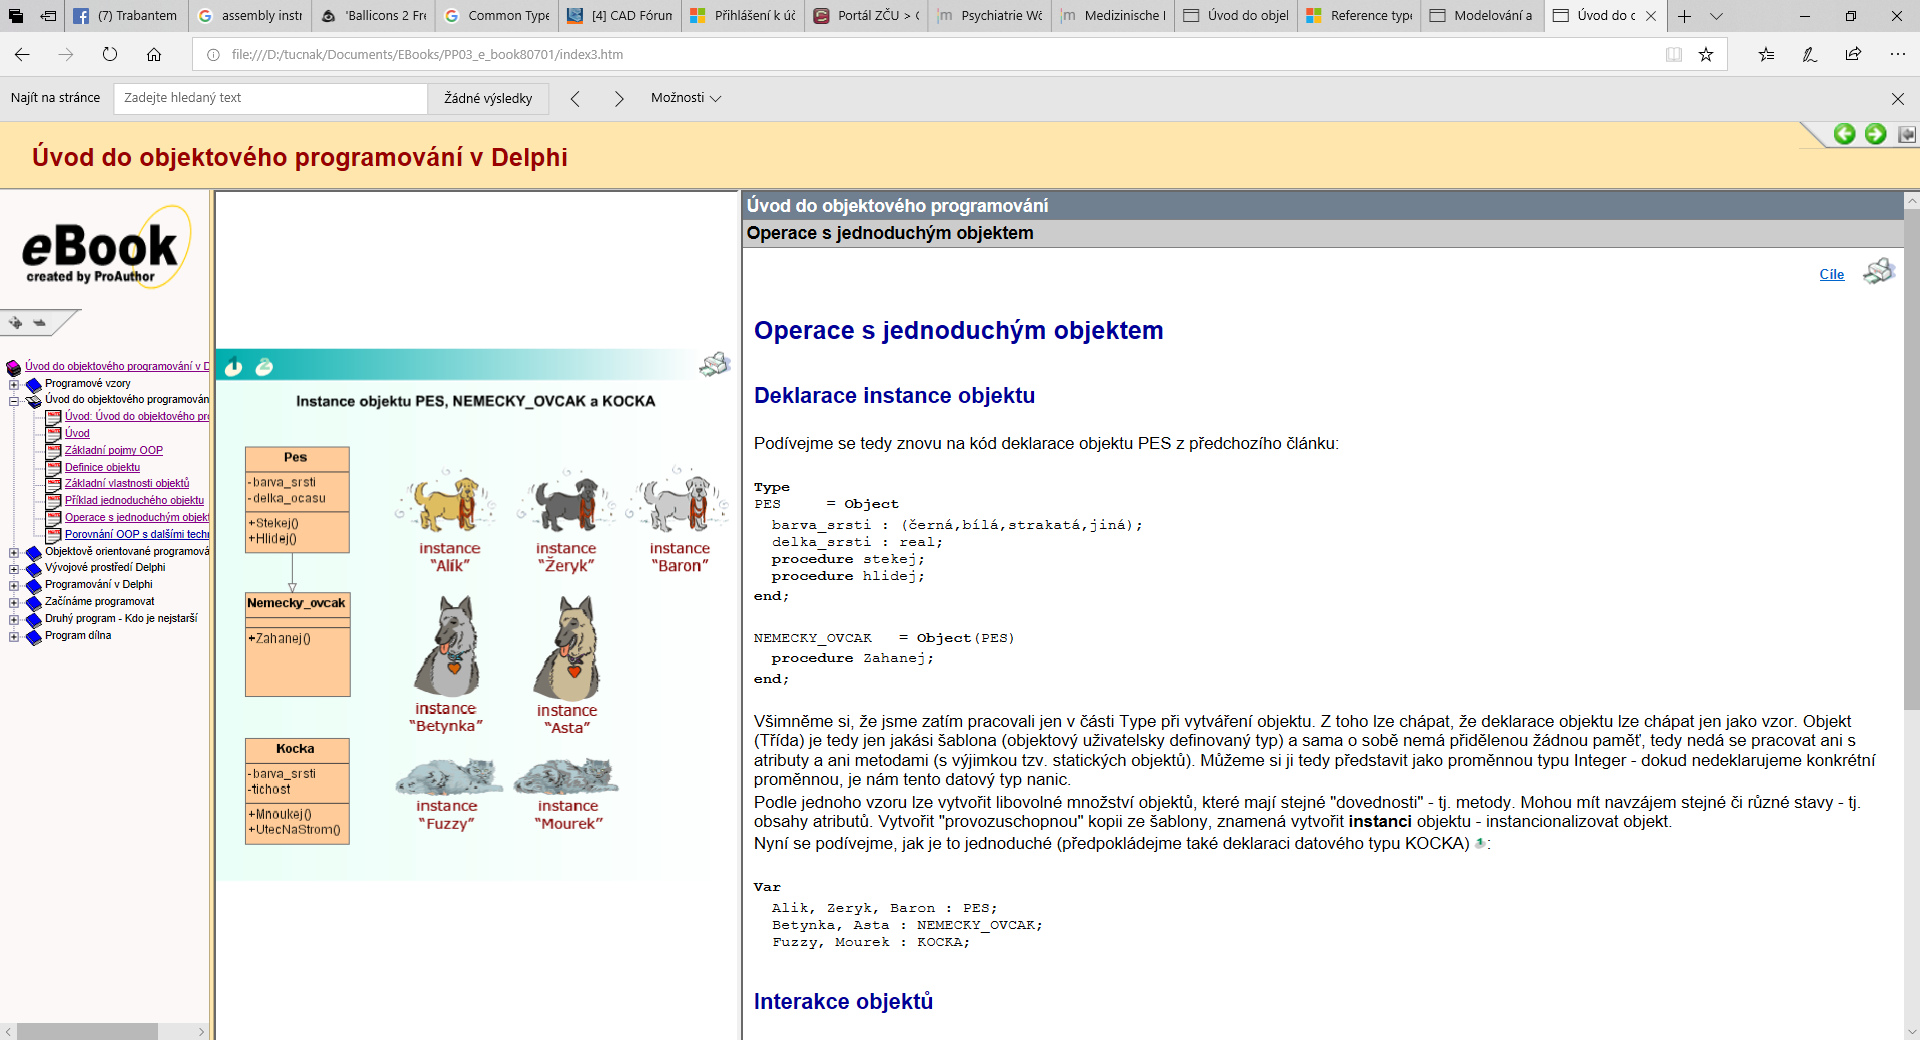 (7) Trabantem
assembly instr
'Ballicons 2 Fre
Common Type
[4] CAD Fórum
Přihlášení k úč
Portál ZČU > C
Psychiatrie Wö
Medizinische I
Úvod do objel
Reference type
Modelování a
Úvod do o
file:///D:/tucnak/Documents/EBooks/PP03_e_book80701/index3.htm
Najít na stránce
Zadejte hledaný text
Žádné výsledky
Možnosti
Úvod do objektového programování v Delphi
eBook
created by ProAuthor
Úvod do objektového programování v D
Programové vzory
Úvod do objektového programován
Úvod: Úvod do objektového pro
Úvod
Základní pojmy OOP
Definice objektu
Základní vlastnosti objektů
Příklad jednoduchého objektu
Operace s jednoduchým objekt
Porovnání OOP s dalšími techn
Objektově orientované programová
Vývojové prostředí Delphi
Programování v Delphi
Začínáme programovat
Druhý program - Kdo je nejstarší
Program dílna
1 2
Instance objektu PES, NEMECKY_OVCAK a KOCKA
Pes
-barva_srsti
-delka_ocasu
+Stekej()
+Hlidej()
instance
"Alík"
instance
"Žeryk"
instance
"Baron"
Nemecky_ovcak
+Zahanej()
instance
"Betynka"
instance
"Asta"
Kocka
-barva_srsti
-tichost
+Mnoukej()
+UtecNaStrom()
instance
"Fuzzy"
instance
"Mourek"
Úvod do objektového programování
Operace s jednoduchým objektem
Cíle
Operace s jednoduchým objektem
Deklarace instance objektu
Podívejme se tedy znovu na kód deklarace objektu PES z předchozího článku:
Type
PES = Object
barva_srsti : (černá,bílá,strakatá,jiná);
delka_srsti : real;
procedure stekej;
procedure hlidej;
end;
NEMECKY_OVCAK = Object(PES)
procedure Zahanej;
end;
Všimněme si, že jsme zatím pracovali jen v části Type při vytváření objektu. Z toho lze chápat, že deklarace objektu lze chápat jen jako vzor. Objekt
(Třída) je tedy jen jakási šablona (objektový uživatelsky definovaný typ) a sama o sobě nemá přidělenou žádnou paměť, tedy nedá se pracovat ani s
atributy a ani metodami (s výjimkou tzv. statických objektů). Můžeme si ji tedy představit jako proměnnou typu Integer - dokud nedeklarujeme konkrétní
proměnnou, je nám tento datový typ nanic.
Podle jednoho vzoru lze vytvořit libovolné množství objektů, které mají stejné "dovednosti" - tj. metody. Mohou mít navzájem stejné či různé stavy - tj.
obsahy atributů. Vytvořit "provozuschopnou" kopii ze šablony, znamená vytvořit instanci objektu - instancionalizovat objekt.
Nyní se podívejme, jak je to jednoduché (předpokládejme také deklaraci datového typu KOCKA) 1:
Var
Alik, Zeryk, Baron : PES;
Betynka, Asta : NEMECKY_OVCAK;
Fuzzy, Mourek : KOCKA;
Interakce objektů